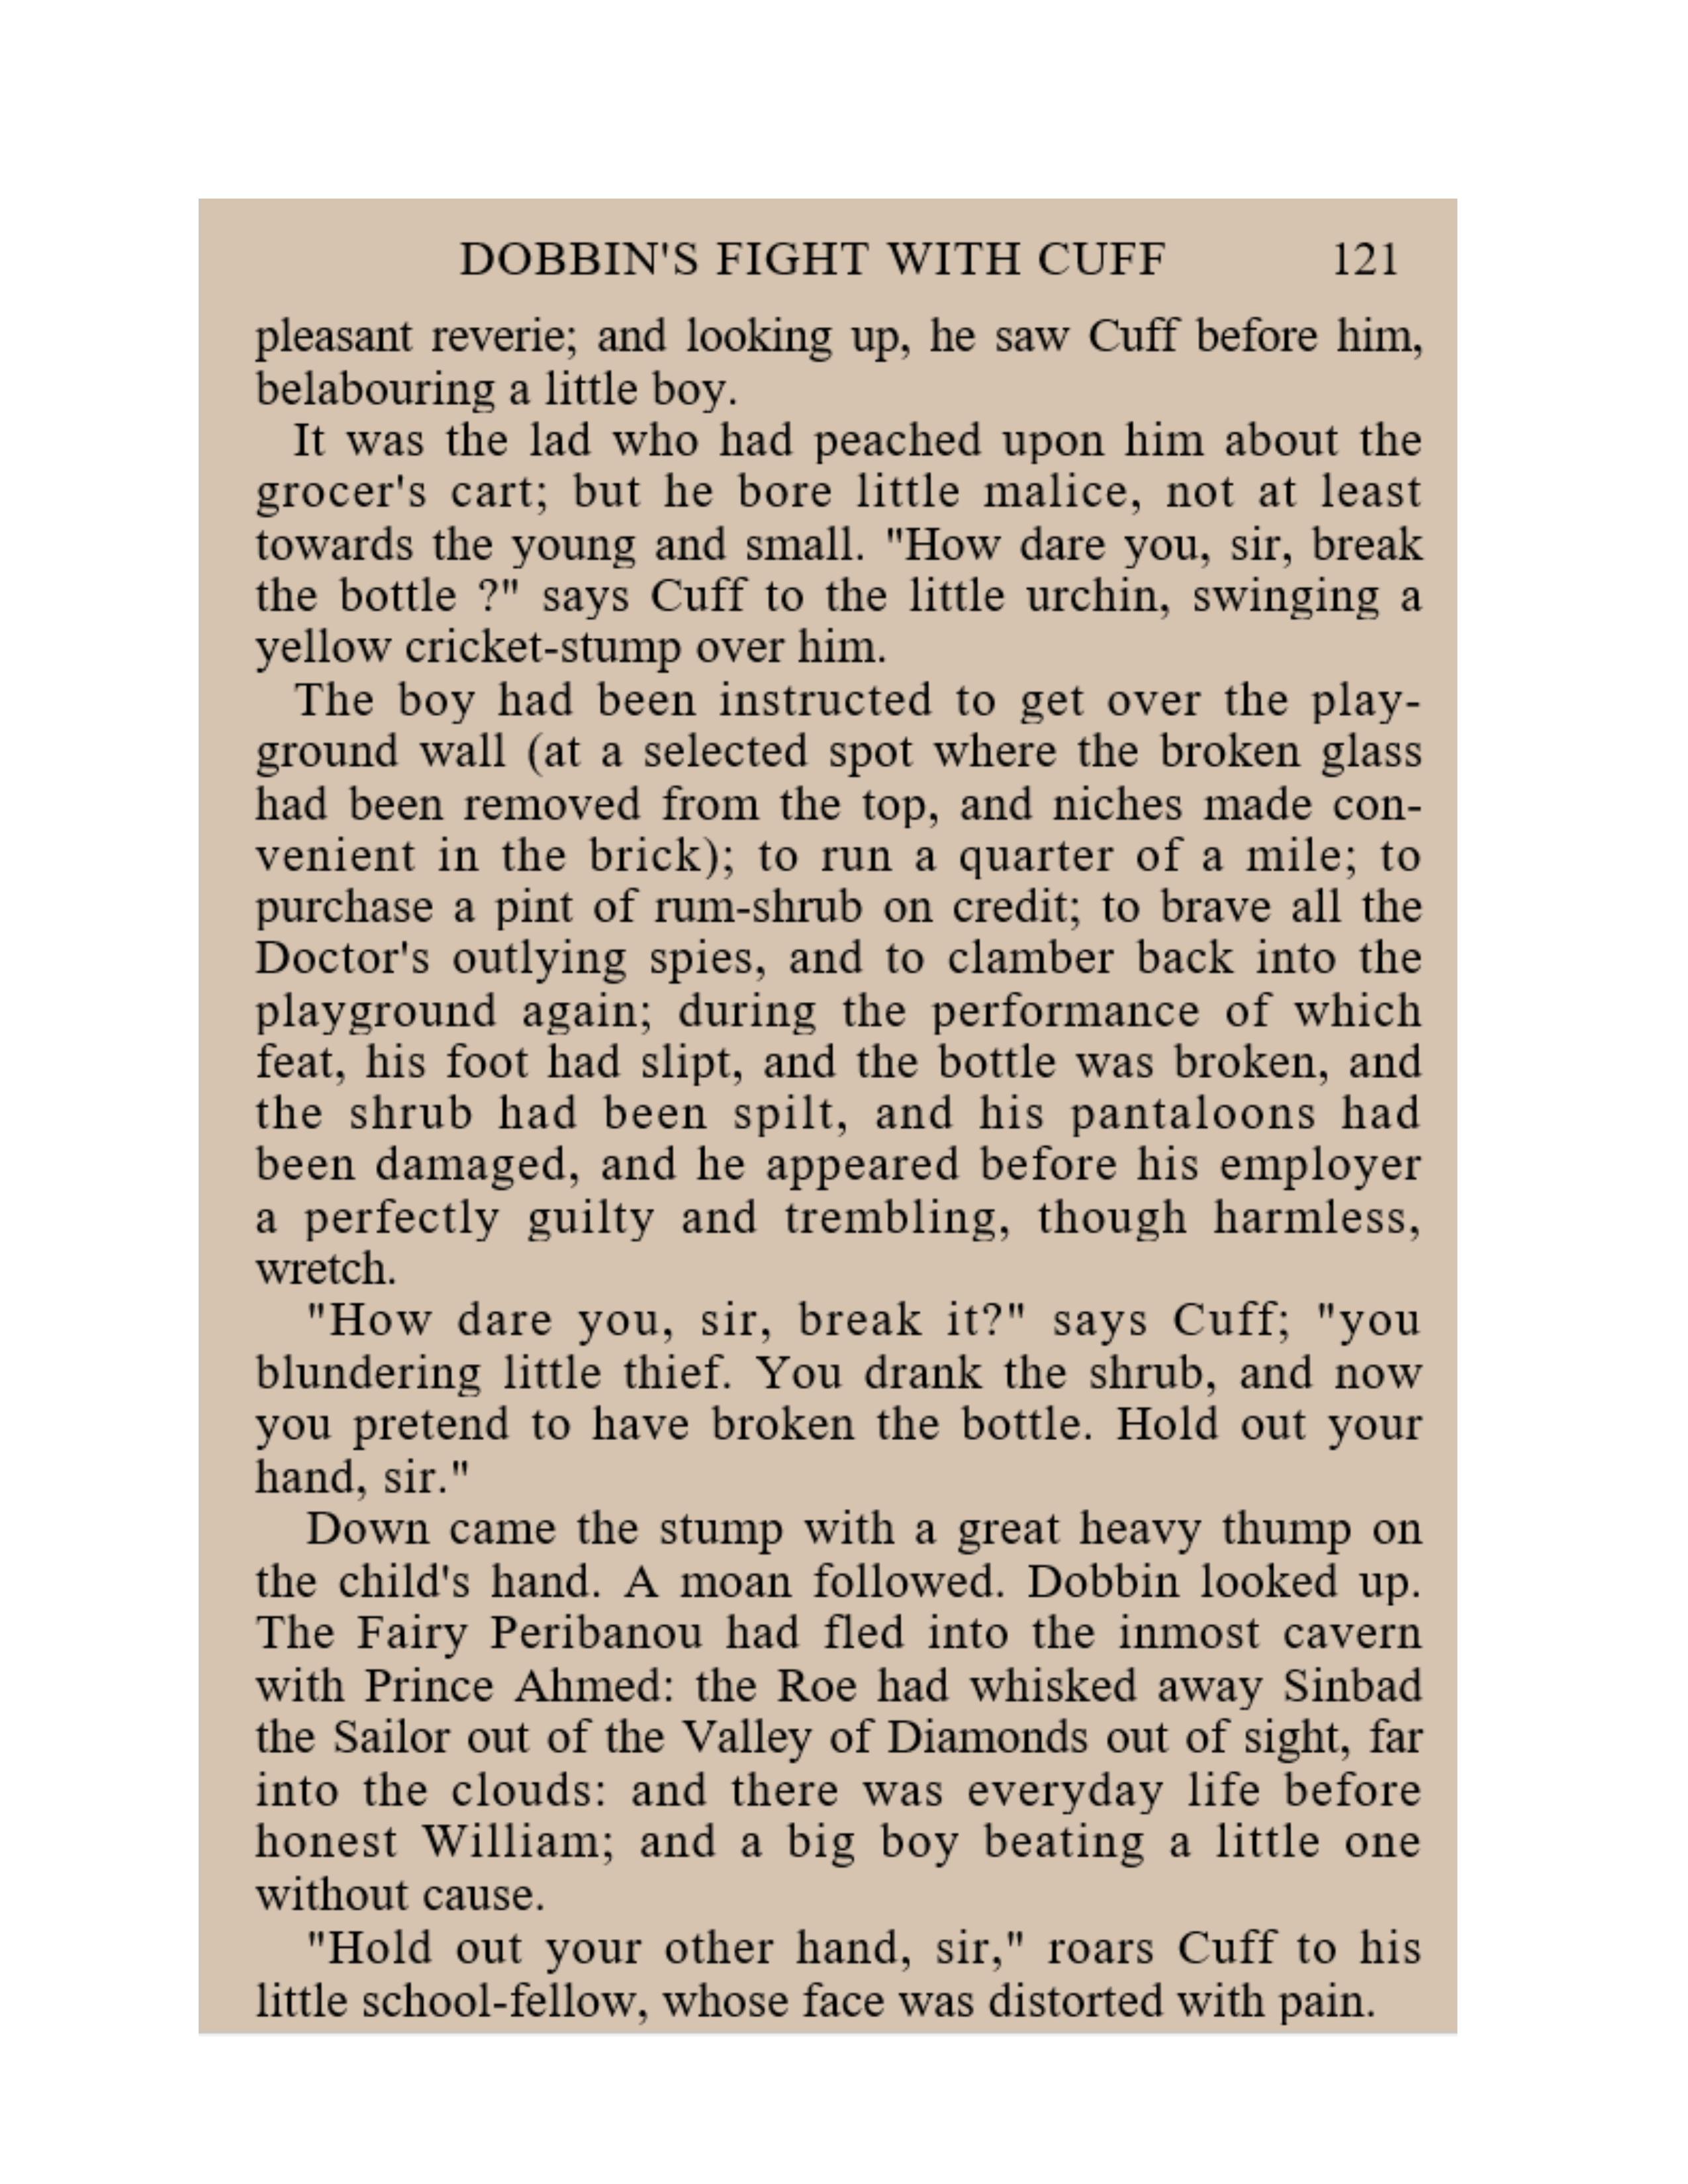 DOBBIN'S FIGHT WITH CUFF 121
pleasant reverie; and looking up, he saw Cuff before him,
belabouring a little boy.
It was the lad who had peached upon him about the
grocer's cart; but he bore little malice, not at least
towards the young and small. "How dare you, sir, break
the bottle ?" says Cuff to the little urchin, swinging a
yellow cricket-stump over him.
The boy had been instructed to get over the play-
ground wall (at a selected spot where the broken glass
had been removed from the top, and niches made con-
venient in the brick); to run a quarter of a mile; to
purchase a pint of rum-shrub on credit; to brave all the
Doctor's outlying spies, and to clamber back into the
playground again; during the performance of which
feat, his foot had slipt, and the bottle was broken, and
the shrub had been spilt, and his pantaloons had
been damaged, and he appeared before his employer
a perfectly guilty and trembling, though harmless,
wretch.
"How dare you, sir, break it?" says Cuff; "you
blundering little thief. You drank the shrub, and now
you pretend to have broken the bottle. Hold out your
hand, sir."
Down came the stump with a great heavy thump on
the child's hand. A moan followed. Dobbin looked up.
The Fairy Peribanou had fled into the inmost cavern
with Prince Ahmed: the Roe had whisked away Sinbad
the Sailor out of the Valley of Diamonds out of sight, far
into the clouds: and there was everyday life before
honest William; and a big boy beating a little one
without cause.
"Hold out your other hand, sir," roars Cuff to his
little school-fellow, whose face was distorted with pain.